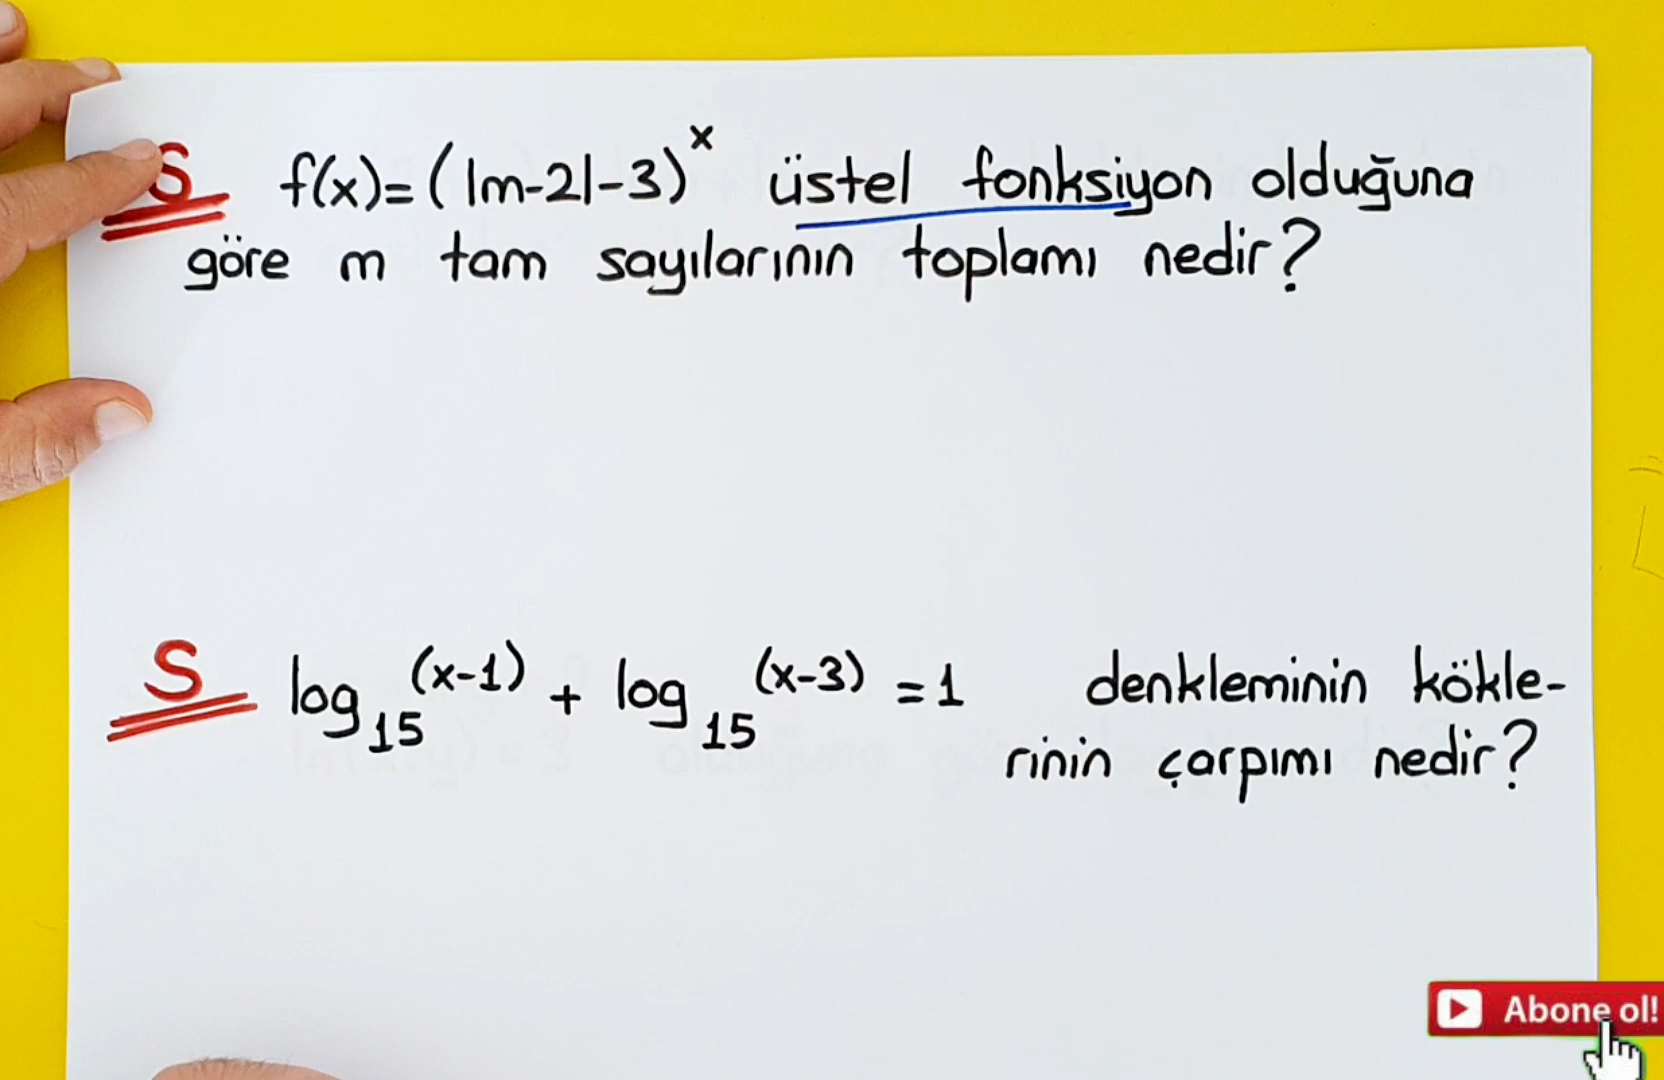 S f(x)=(|m-2|-3)^x üstel fonksiyon olduğuna
göre m tam sayılarının toplamı nedir?
S log₁₅(x-1) + log₁₅(x-3) = 1 denkleminin kökle-
rinin çarpımı nedir?
Abone ol!